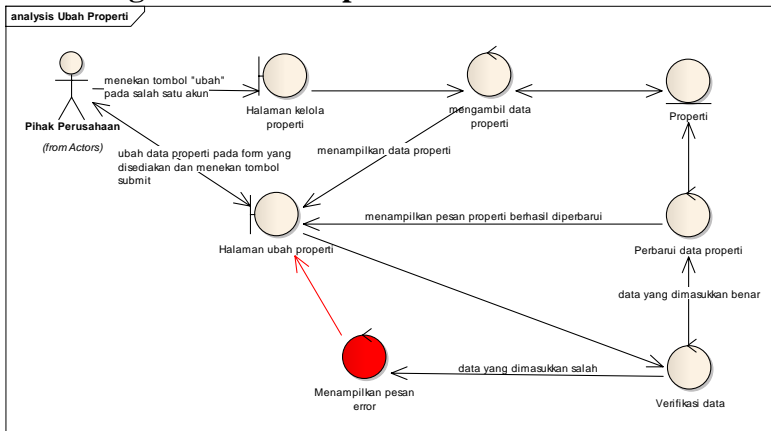 analysis Ubah Properti
menekan tombol "ubah"
pada salah satu akun
Halaman kelola
properti
mengambil data
properti
Properti
Pihak Perusahaan
(from Actors)
ubah data properti pada form yang
disediakan dan menekan tombol
submit
menampilkan data properti
menampilkan pesan properti berhasil diperbarui
Halaman ubah properti
Perbarui data properti
data yang dimasukkan benar
data yang dimasukkan salah
Menampilkan pesan
error
Verifikasi data